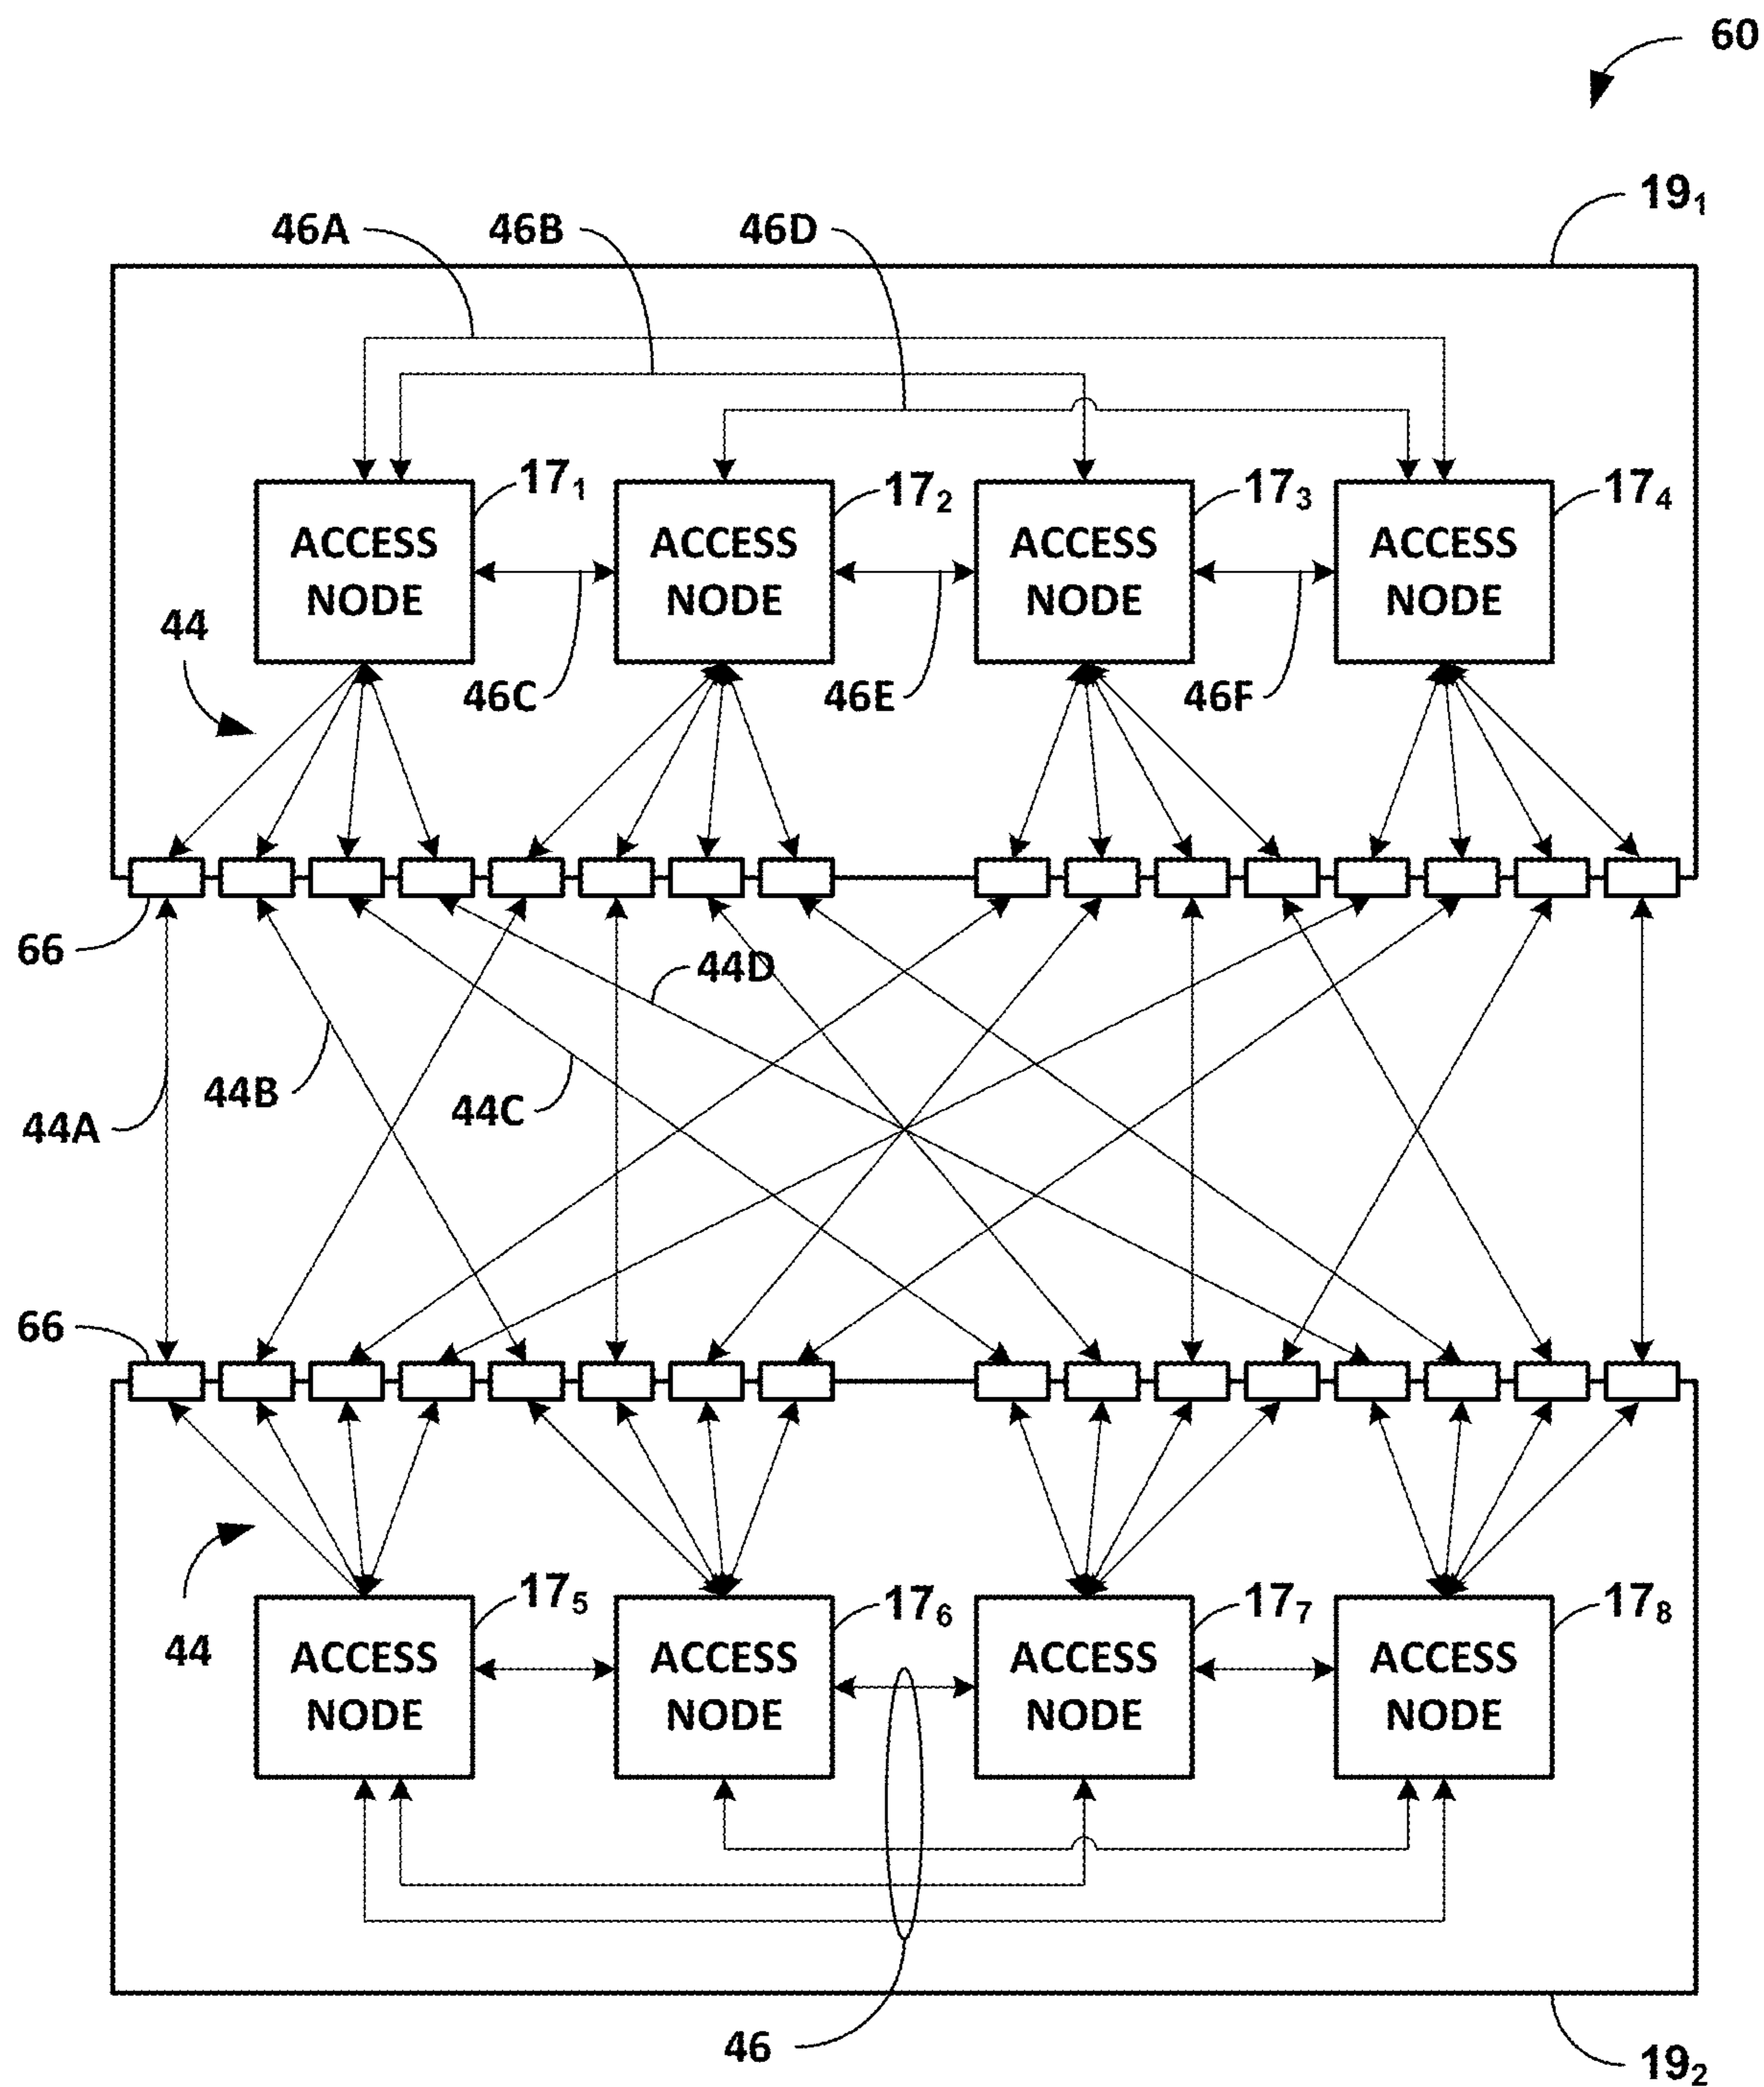 60
19₁
46A
46B
46D
17₁
17₂
17₃
17₄
ACCESS
NODE
ACCESS
NODE
ACCESS
NODE
ACCESS
NODE
44
46C
46E
46F
66
44D
44B
44C
44A
66
44
17₅
17₆
17₇
17₈
ACCESS
NODE
ACCESS
NODE
ACCESS
NODE
ACCESS
NODE
46
19₂